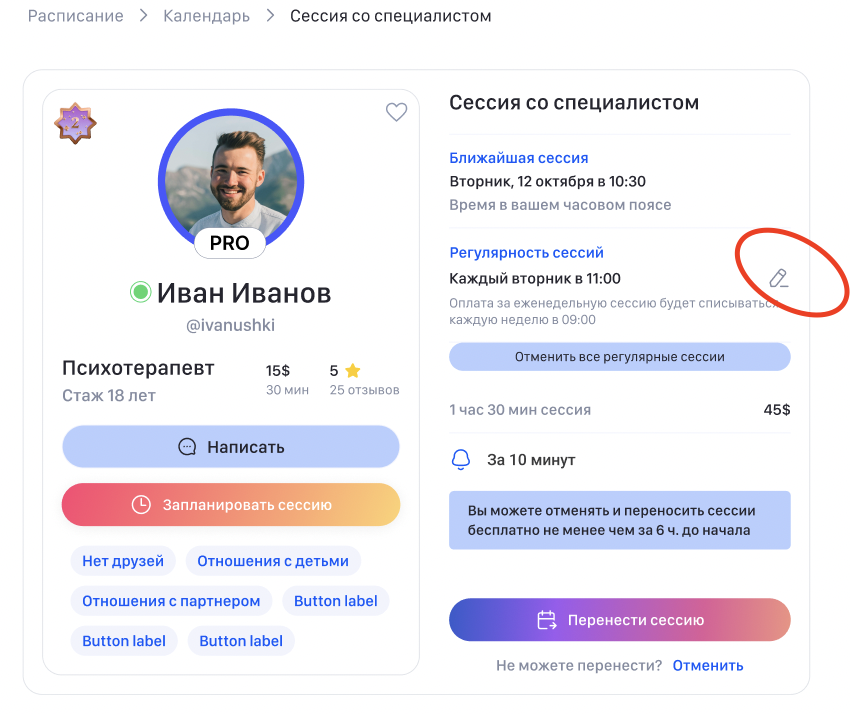 Расписание > Календарь > Сессия со специалистом
2
PRO
Иван Иванов
@ivanushki
Психотерапевт
Стаж 18 лет
15$
30 мин
5
25 отзывов
Написать
Запланировать сессию
Нет друзей
Отношения с детьми
Отношения с партнером
Button label
Button label
Button label
Сессия со специалистом
Ближайшая сессия
Вторник, 12 октября в 10:30
Время в вашем часовом поясе
Регулярность сессий
Каждый вторник в 11:00
Оплата за еженедельную сессию будет списываться
каждую неделю в 09:00
Отменить все регулярные сессии
1 час 30 мин сессия
45$
За 10 минут
Вы можете отменять и переносить сессии
бесплатно не менее чем за 6 ч. до начала
Перенести сессию
Не можете перенести? Отменить